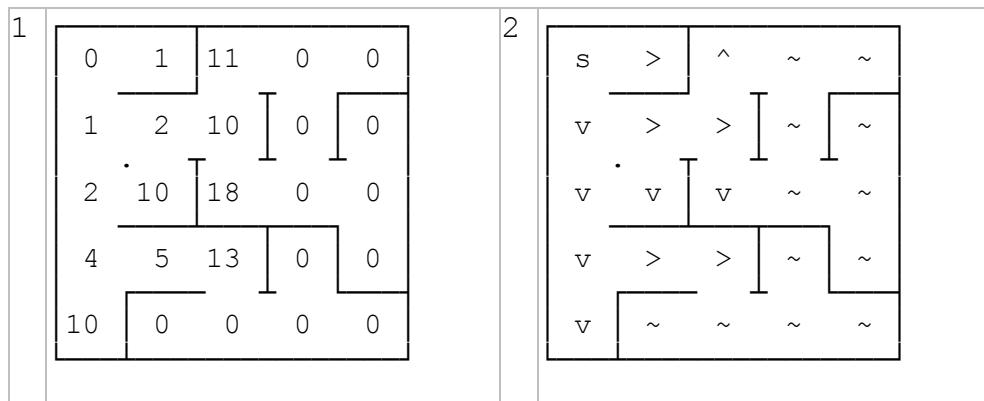 1 2
0 1 11 0 0 s > ^ ~ ~
1 2 10 0 0 v > > ~ ~
2 10 18 0 0 v v v ~ ~
4 5 13 0 0 v > > ~ ~
10 0 0 0 0 v ~ ~ ~ ~